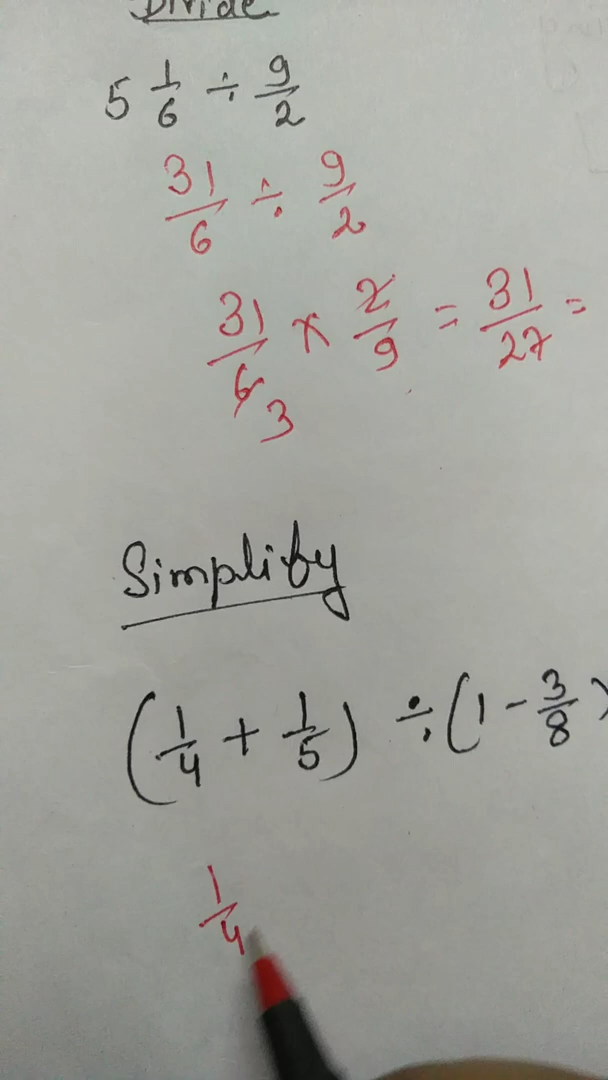 Divide
5 1/6 ÷ 9/2
31/6 ÷ 9/2
31/6 3 × 2/9 = 31/27 =
Simplify
(1/4 + 1/5) ÷ (1 - 3/8)
1/4